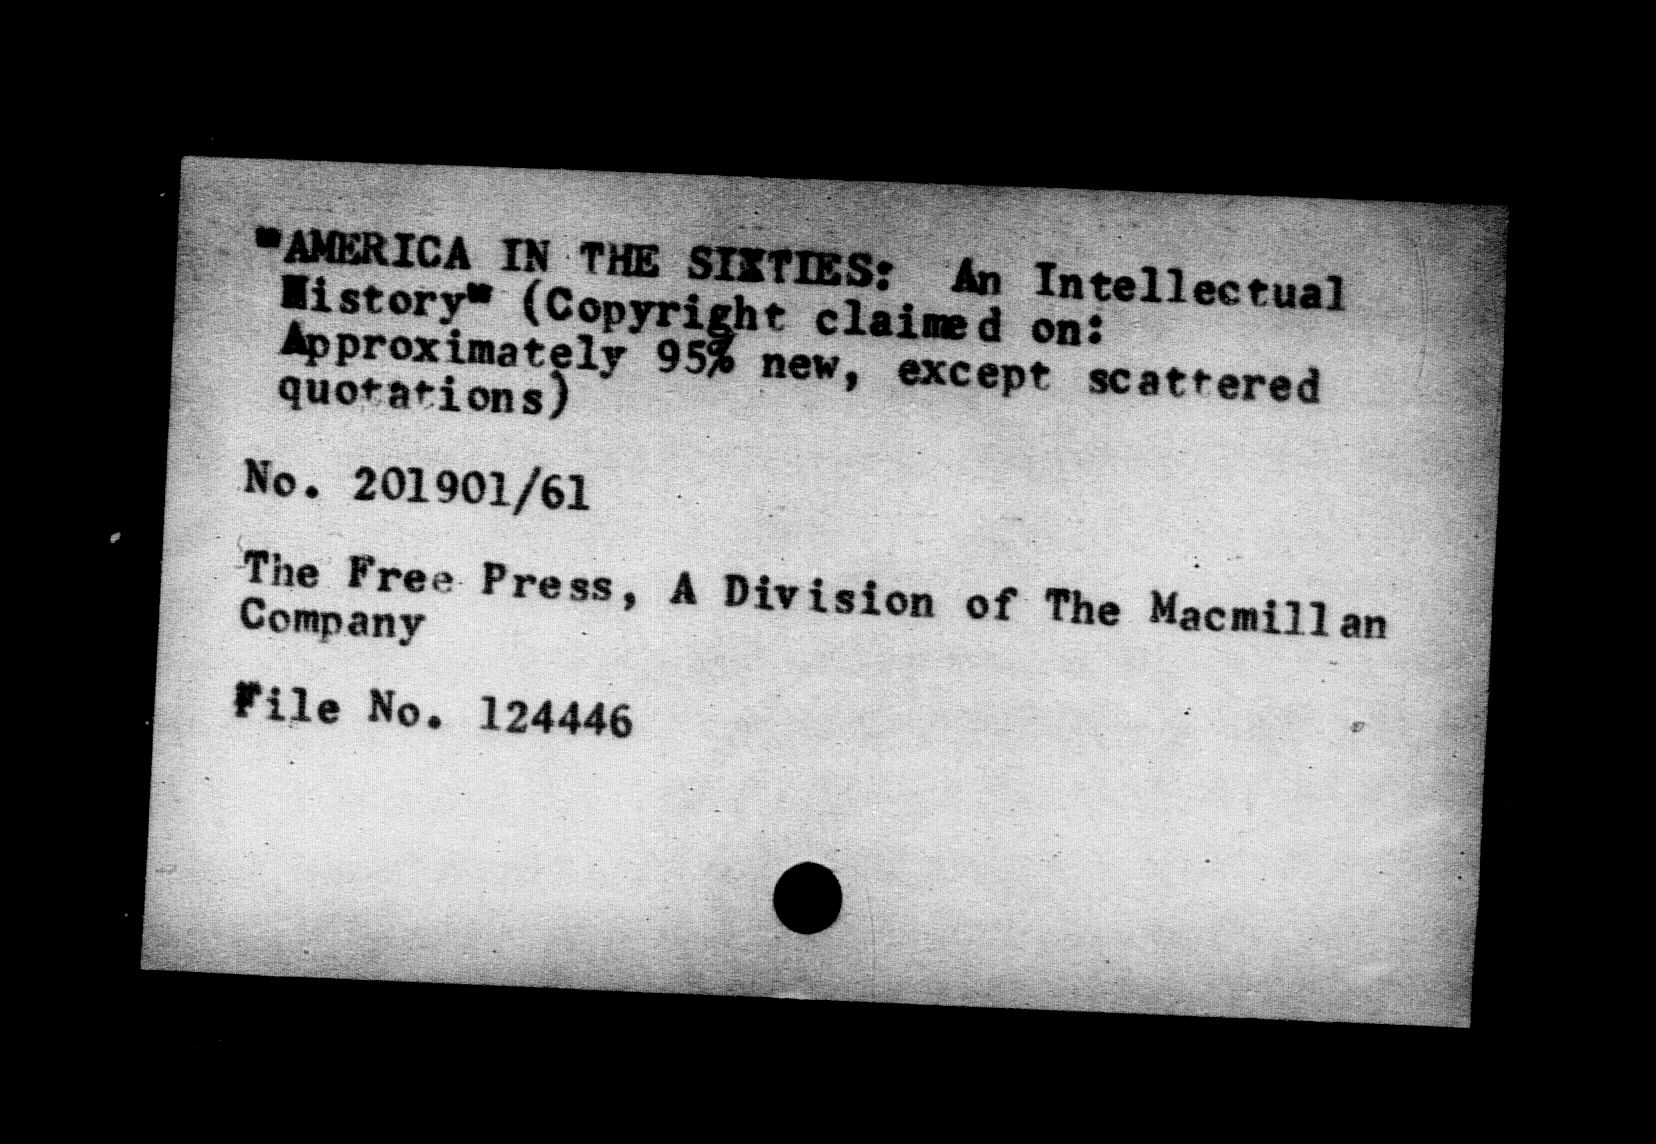 "AMERICA IN THE SIXTIES: An Intellectual
History" (Copyright claimed on:
Approximately 95% new, except scattered
quotations)
No. 201901/61
The Free Press, A Division of The Macmillan
Company
File No. 124446